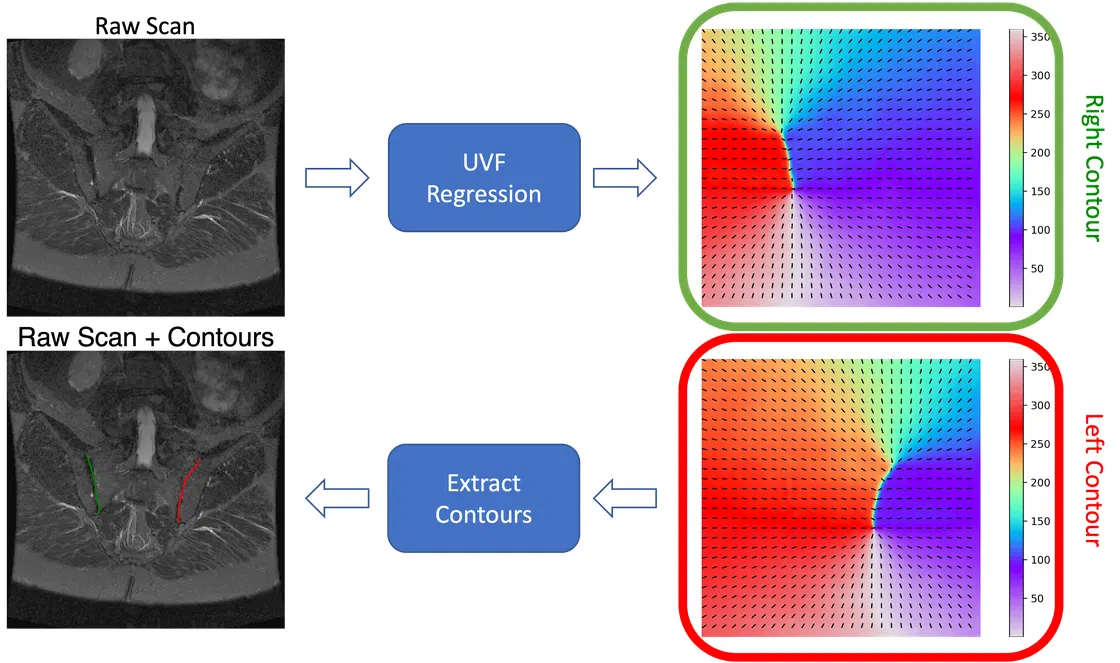 Raw Scan
UVF
Regression
350
300
250
200
150
100
50
Right Contour
Raw Scan + Contours
Extract
Contours
350
300
250
200
150
100
50
Left Contour